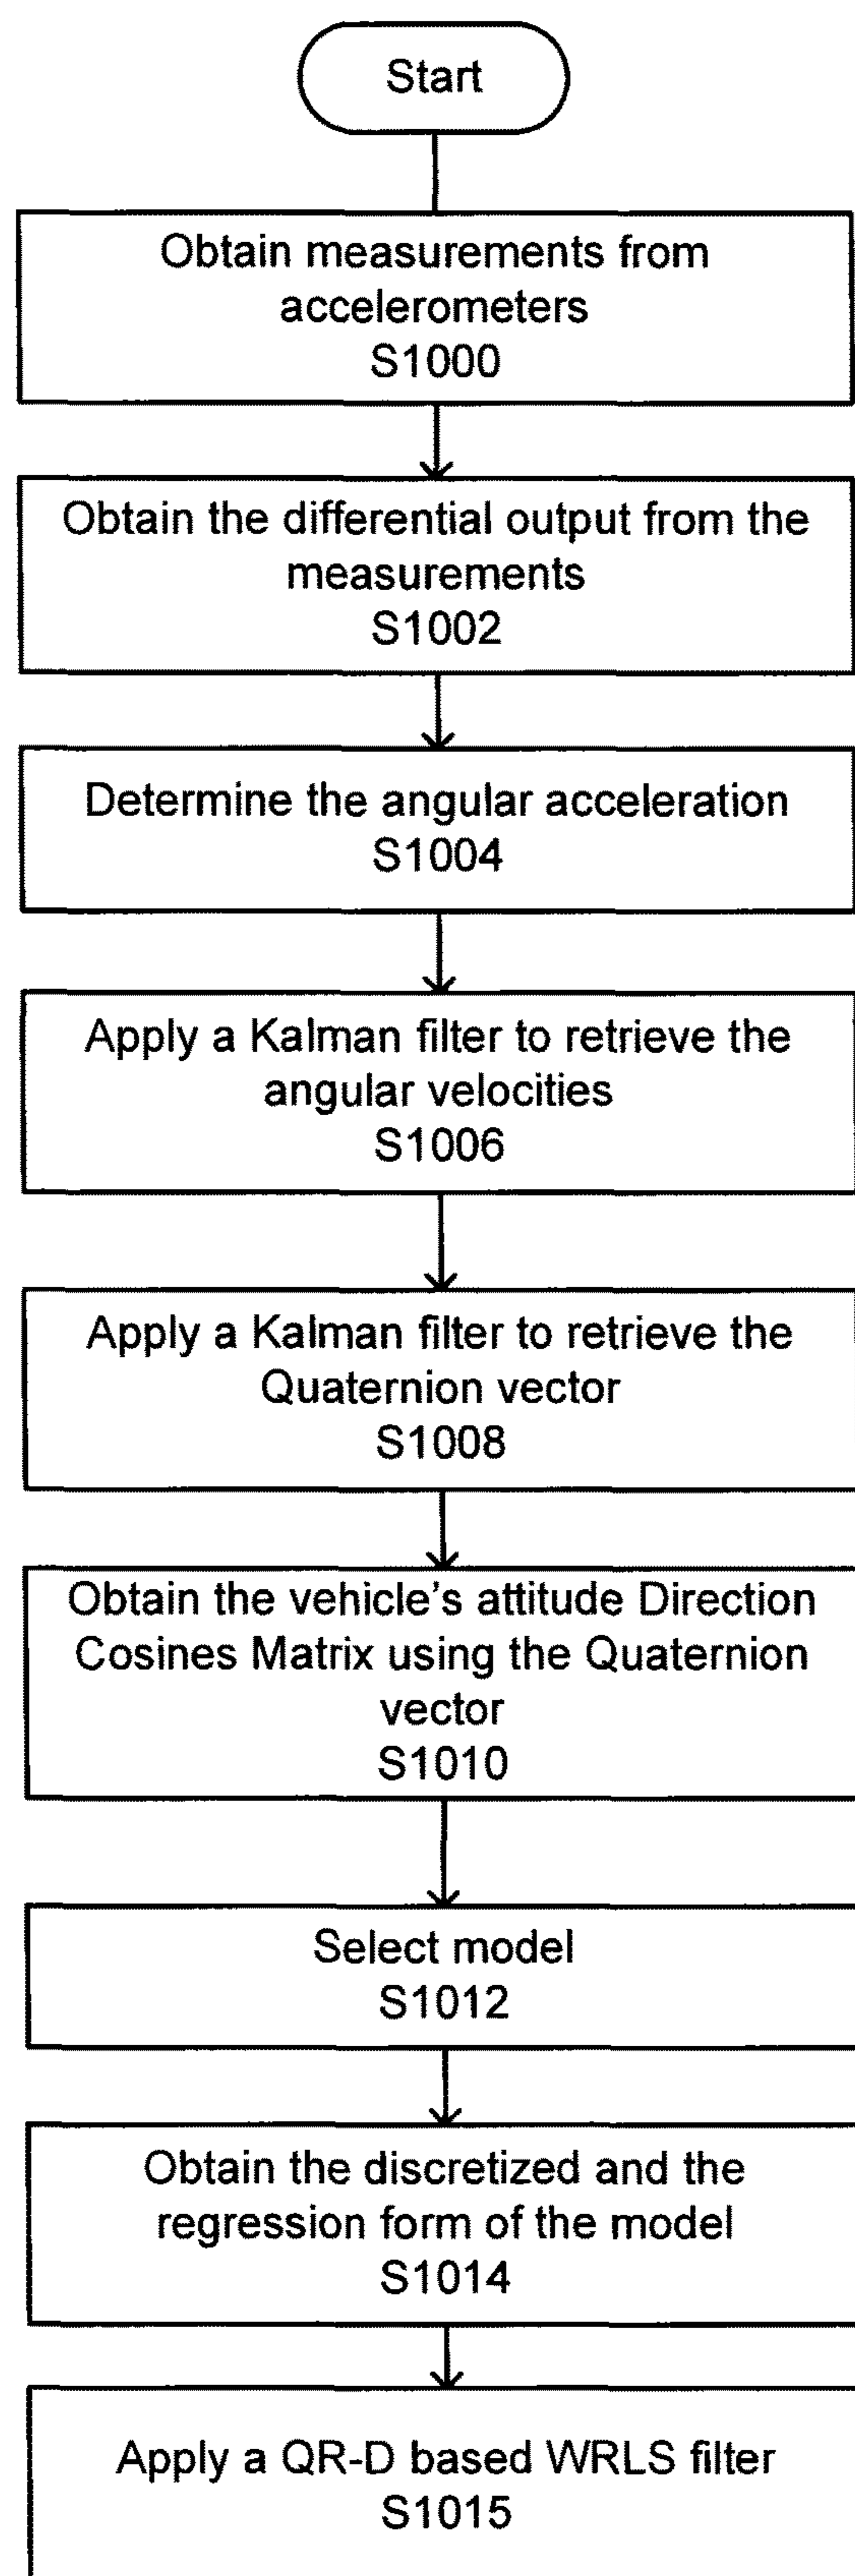 Start
Obtain measurements from
accelerometers
S1000
Obtain the differential output from the
measurements
S1002
Determine the angular acceleration
S1004
Apply a Kalman filter to retrieve the
angular velocities
S1006
Apply a Kalman filter to retrieve the
Quaternion vector
S1008
Obtain the vehicle's attitude Direction
Cosines Matrix using the Quaternion
vector
S1010
Select model
S1012
Obtain the discretized and the
regression form of the model
S1014
Apply a QR-D based WRLS filter
S1015